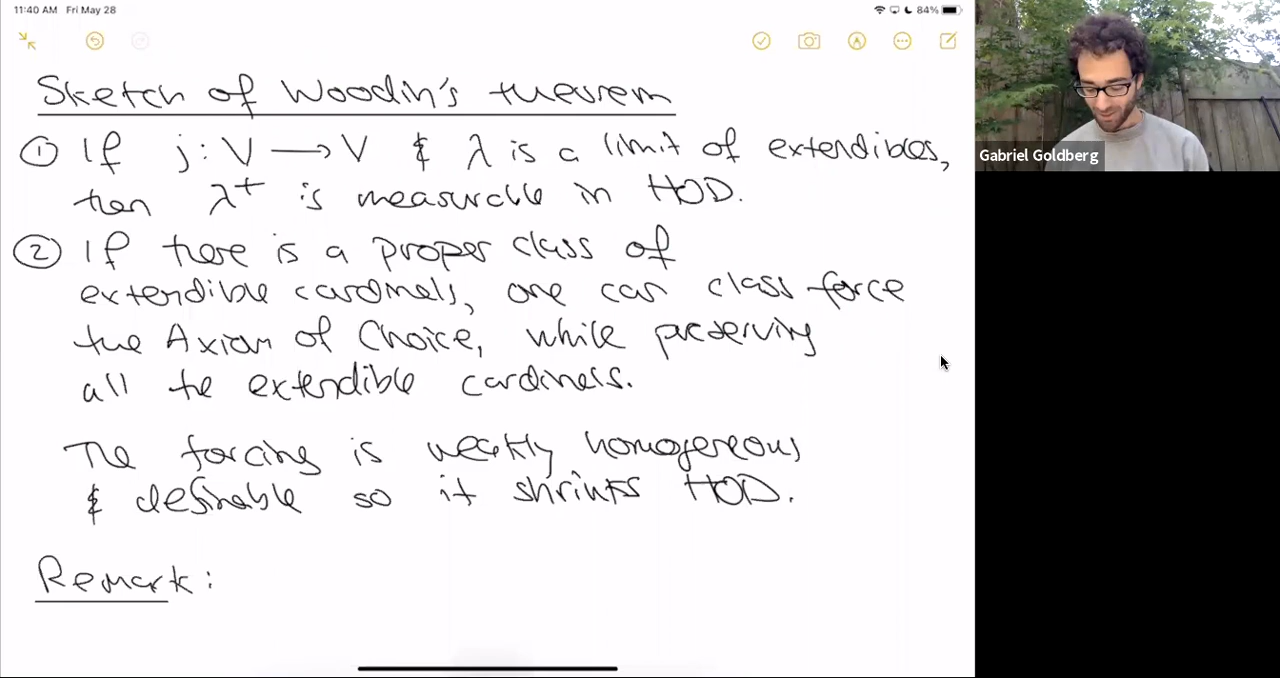 11:40 AM Fri May 28
84%
Sketch of Woodin's theorem
① If j : V ⟶ V & λ is a limit of extendibles,
then λ⁺ is measurable in HOD.
② If there is a proper class of
extendible cardinals, one can class force
the Axiom of Choice, while preserving
all the extendible cardinals.
The forcing is weakly homogeneous
& definable so it shrinks HOD.
Remark:
Gabriel Goldberg